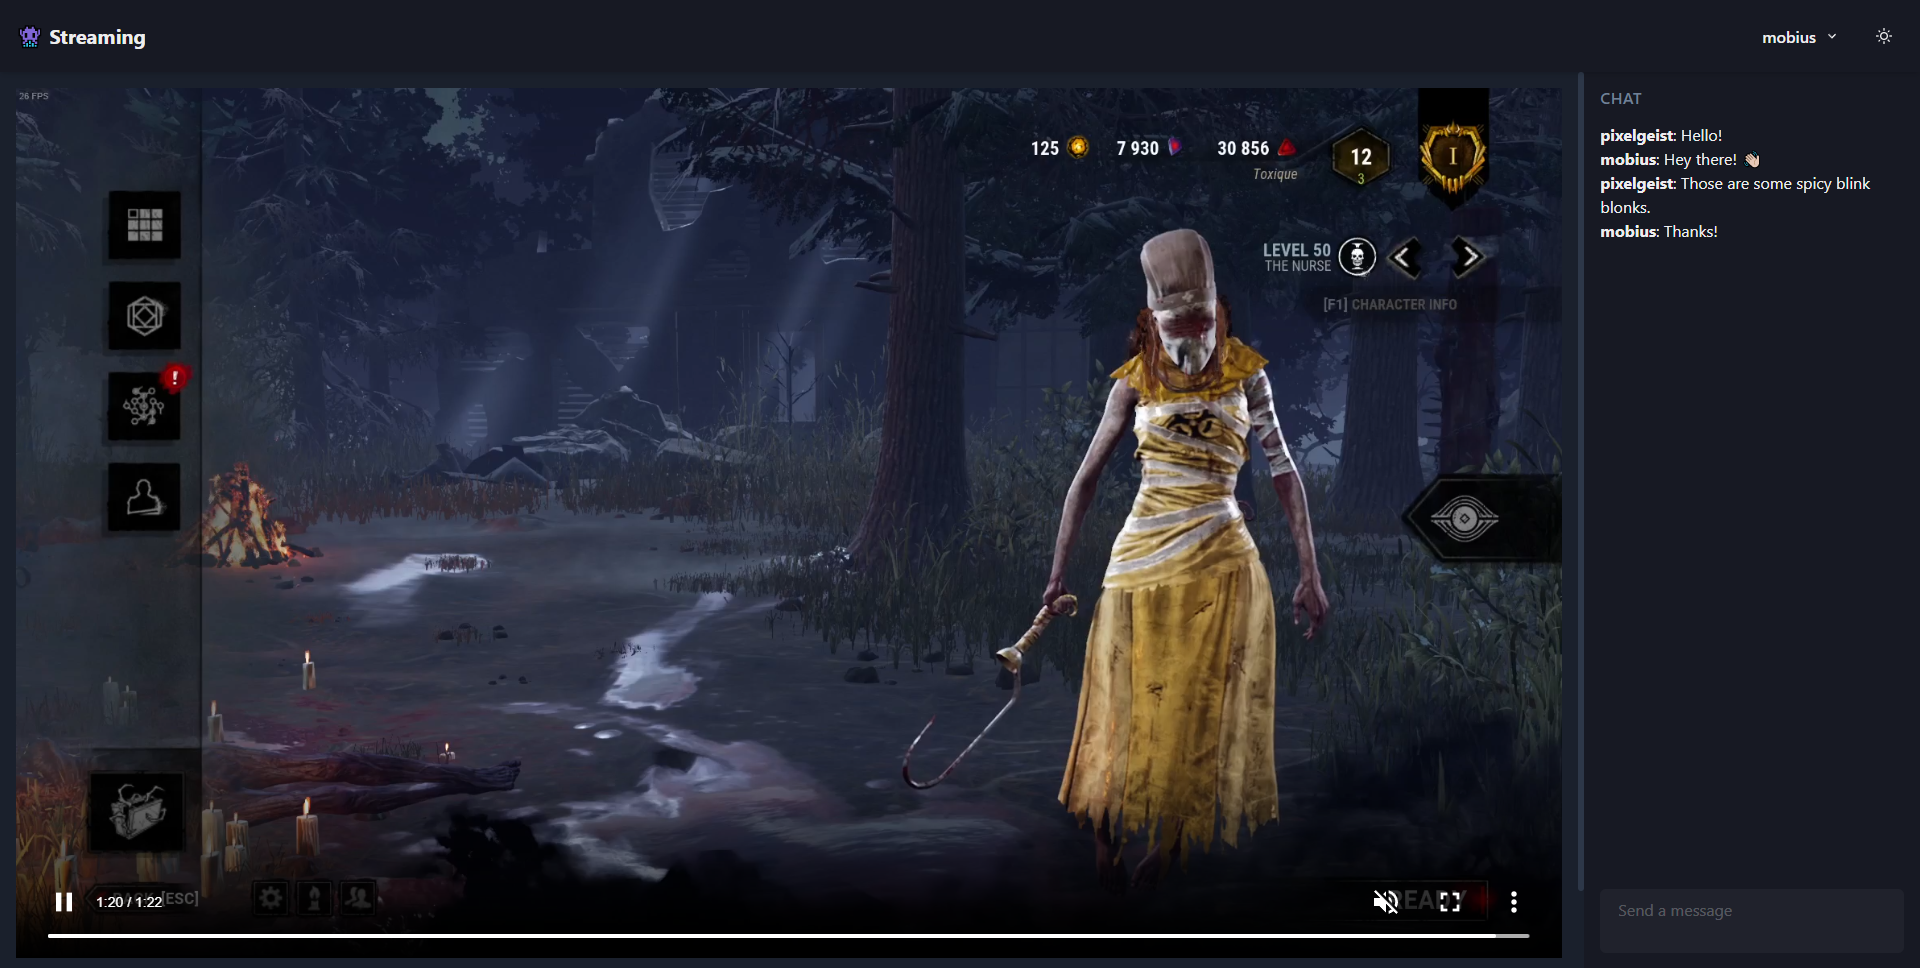 Streaming
mobius
26 FPS
125
7 930
30 856
Toxique
12
3
I
LEVEL 50
THE NURSE
[F1] CHARACTER INFO
BACK [ESC]
1:20 / 1:22
READY
CHAT
pixelgeist: Hello!
mobius: Hey there! 👋🏻
pixelgeist: Those are some spicy blink
blonks.
mobius: Thanks!
Send a message